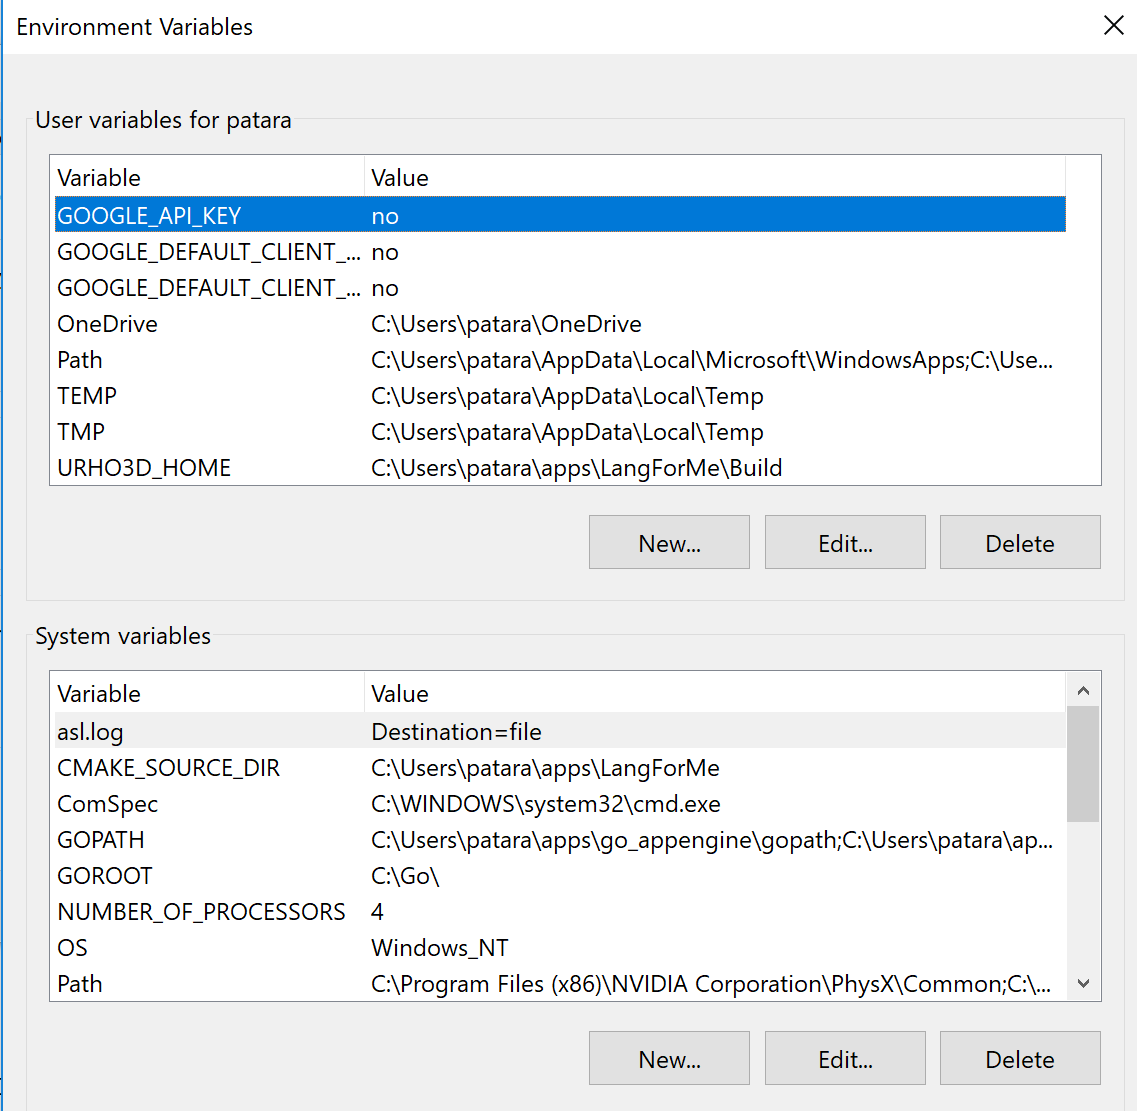 Environment Variables
User variables for patara
Variable Value
GOOGLE_API_KEY no
GOOGLE_DEFAULT_CLIENT_... no
GOOGLE_DEFAULT_CLIENT_... no
OneDrive C:\Users\patara\OneDrive
Path C:\Users\patara\AppData\Local\Microsoft\WindowsApps;C:\Use...
TEMP C:\Users\patara\AppData\Local\Temp
TMP C:\Users\patara\AppData\Local\Temp
URHO3D_HOME C:\Users\patara\apps\LangForMe\Build
New... Edit... Delete
System variables
Variable Value
asl.log Destination=file
CMAKE_SOURCE_DIR C:\Users\patara\apps\LangForMe
ComSpec C:\WINDOWS\system32\cmd.exe
GOPATH C:\Users\patara\apps\go_appengine\gopath;C:\Users\patara\ap...
GOROOT C:\Go\
NUMBER_OF_PROCESSORS 4
OS Windows_NT
Path C:\Program Files (x86)\NVIDIA Corporation\PhysX\Common;C:\...
New... Edit... Delete